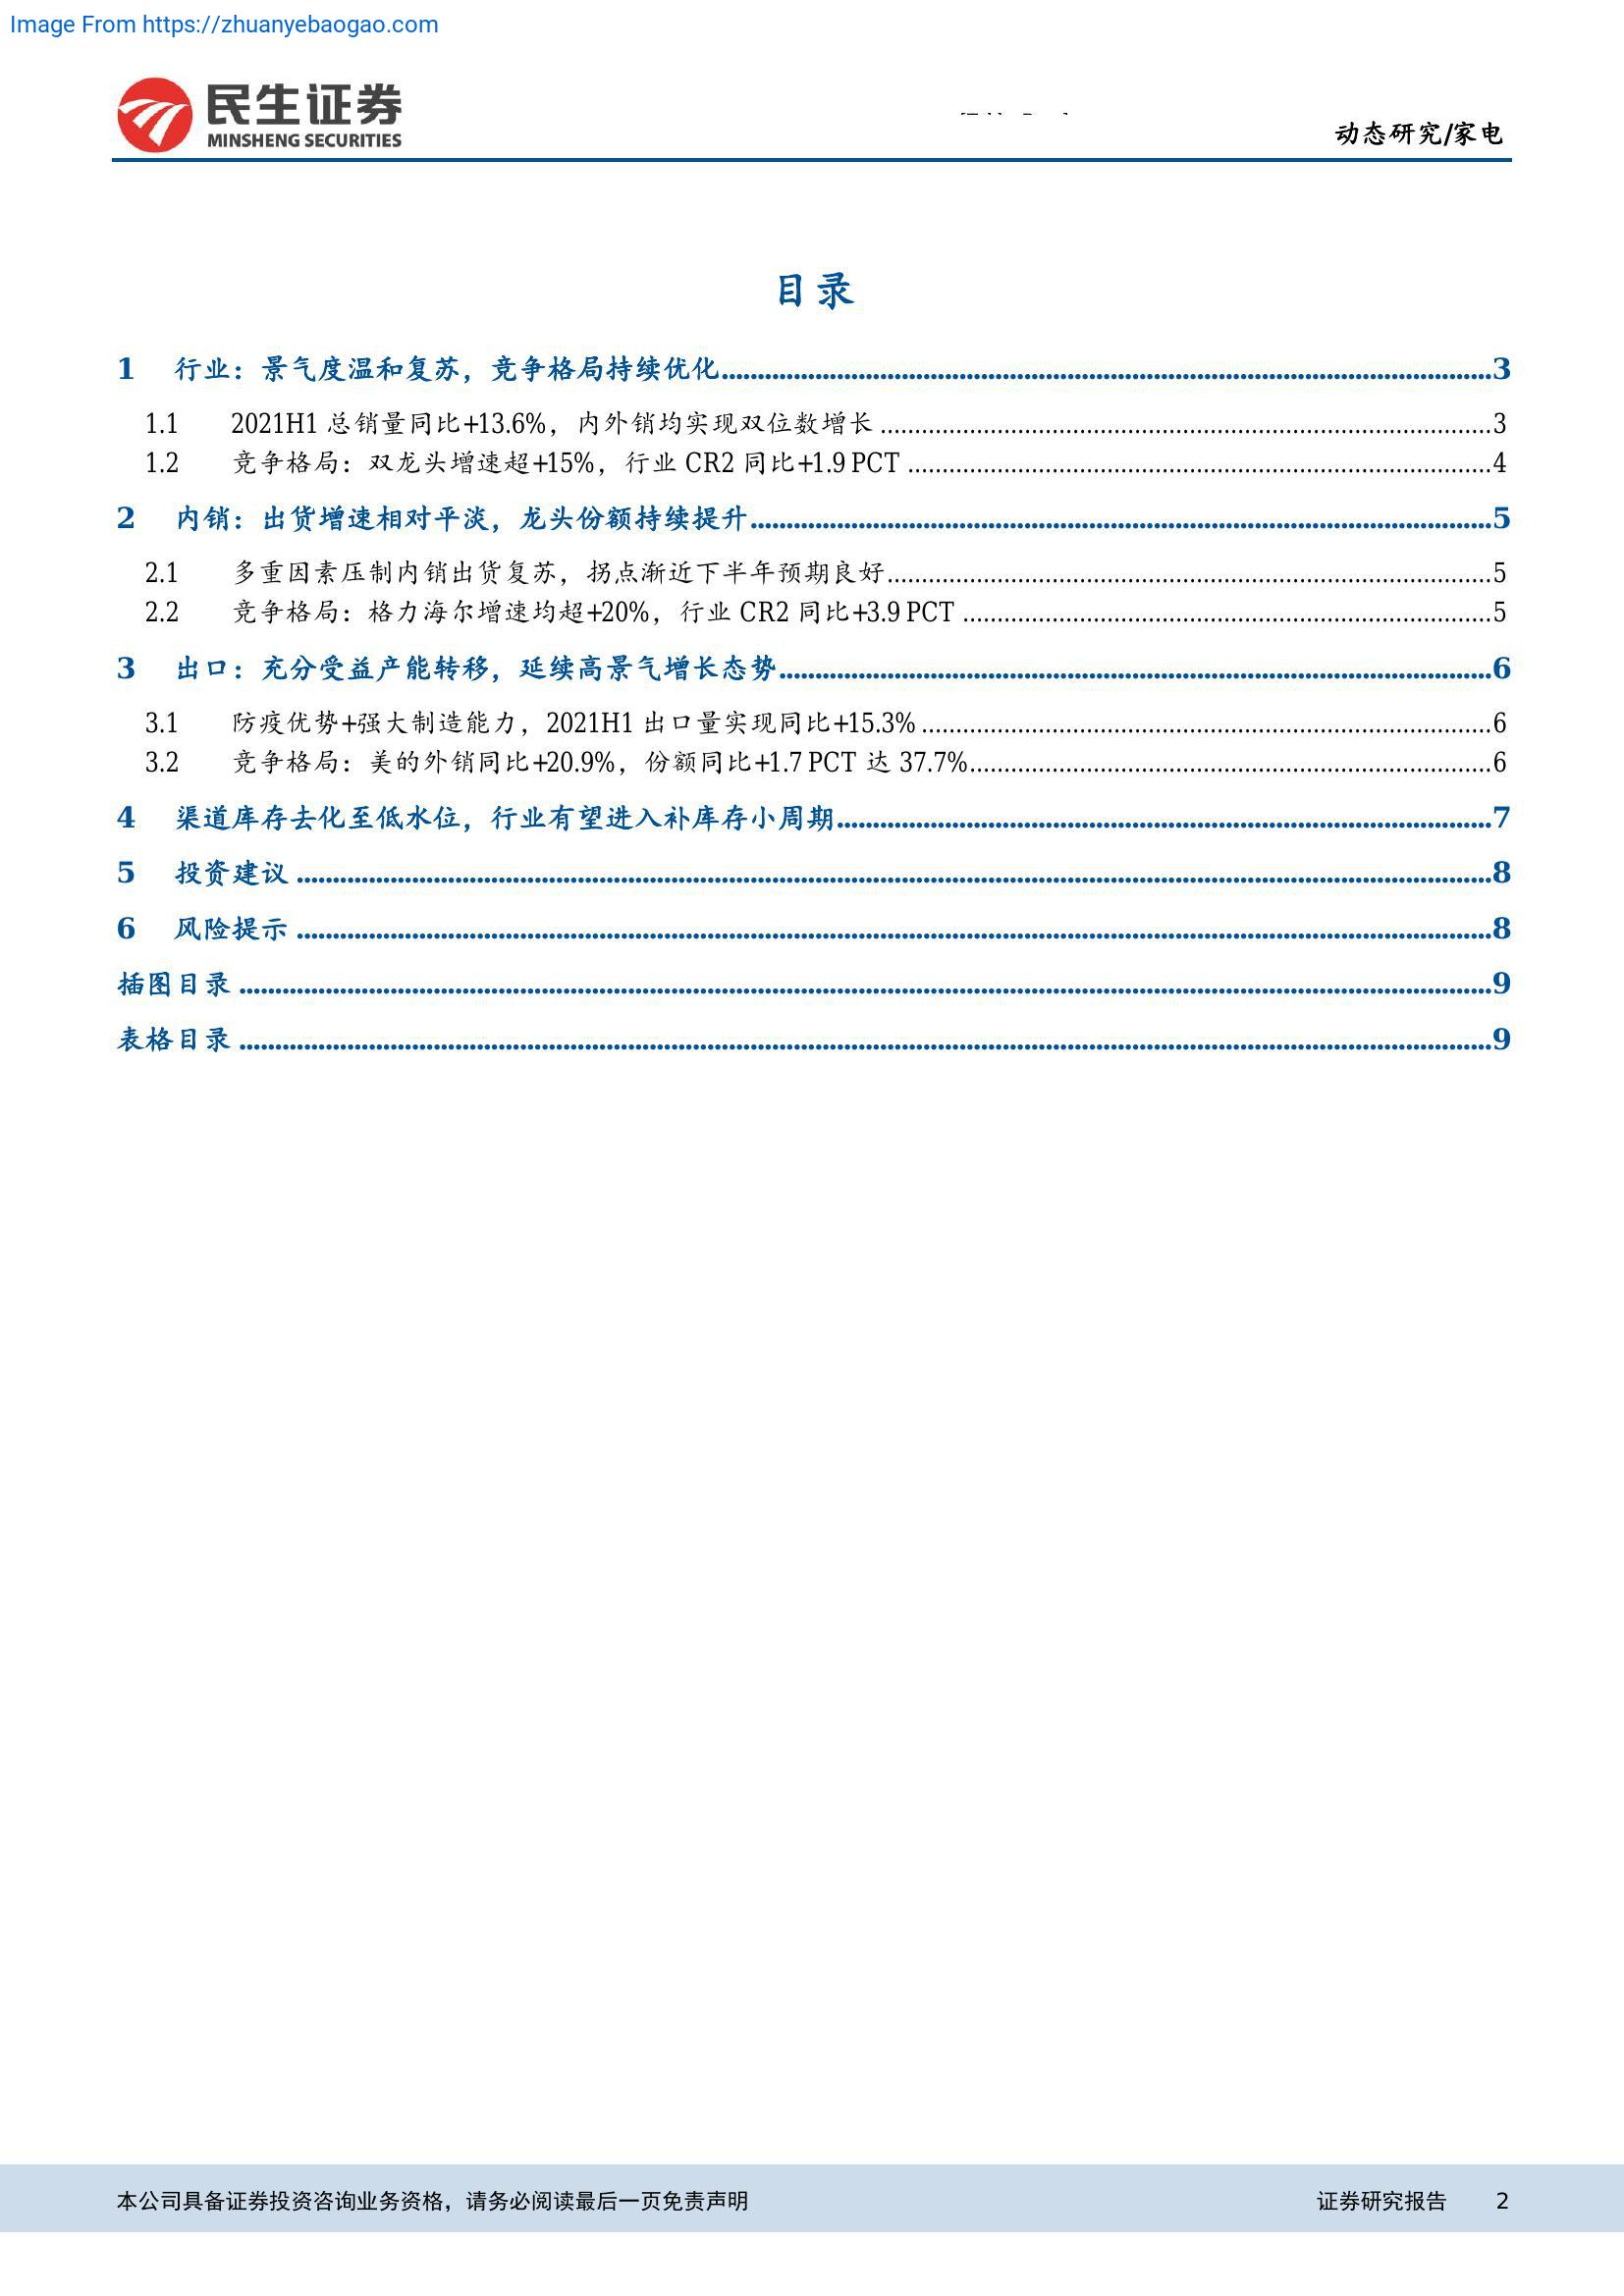 Image From https://zhuanyebaogao.com
民生证券
MINSHENG SECURITIES
动态研究/家电
目录
1 行业：景气度温和复苏，竞争格局持续优化 3
1.1 2021H1 总销量同比+13.6%，内外销均实现双位数增长 3
1.2 竞争格局：双龙头增速超+15%，行业 CR2 同比+1.9 PCT 4
2 内销：出货增速相对平淡，龙头份额持续提升 5
2.1 多重因素压制内销出货复苏，拐点渐近下半年预期良好 5
2.2 竞争格局：格力海尔增速均超+20%，行业 CR2 同比+3.9 PCT 5
3 出口：充分受益产能转移，延续高景气增长态势 6
3.1 防疫优势+强大制造能力，2021H1 出口量实现同比+15.3% 6
3.2 竞争格局：美的外销同比+20.9%，份额同比+1.7 PCT 达 37.7% 6
4 渠道库存去化至低水位，行业有望进入补库存小周期 7
5 投资建议 8
6 风险提示 8
插图目录 9
表格目录 9
本公司具备证券投资咨询业务资格，请务必阅读最后一页免责声明 证券研究报告 2